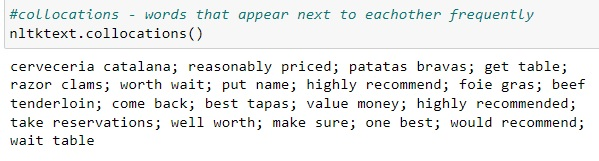 #collocations - words that appear next to eachother frequently
nltktext.collocations()
cerveceria catalana; reasonably priced; patatas bravas; get table;
razor clams; worth wait; put name; highly recommend; foie gras; beef
tenderloin; come back; best tapas; value money; highly recommended;
take reservations; well worth; make sure; one best; would recommend;
wait table